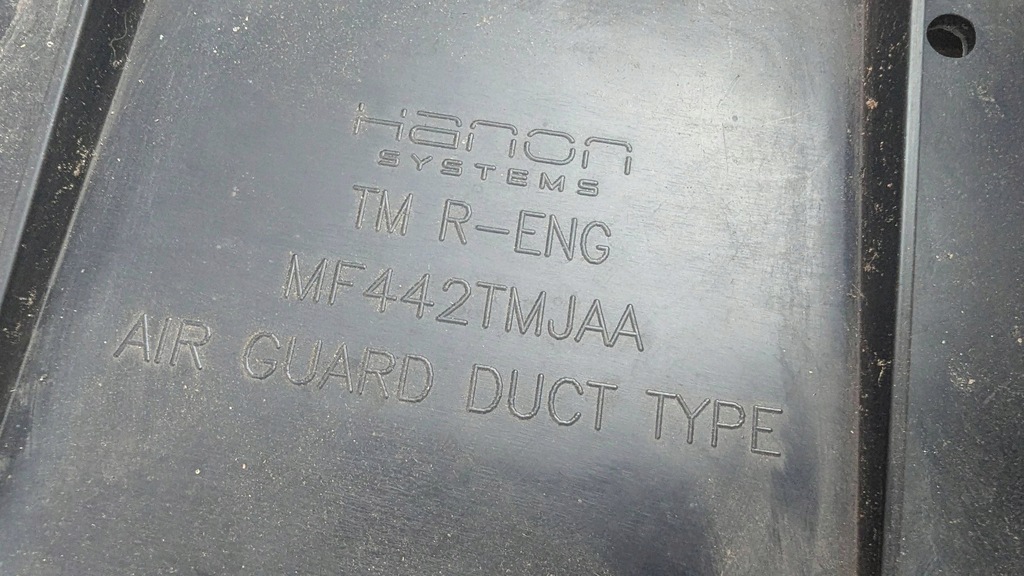 Hanon
SYSTEMS
TM R-ENG
MF442TMJAA
AIR GUARD DUCT TYPE